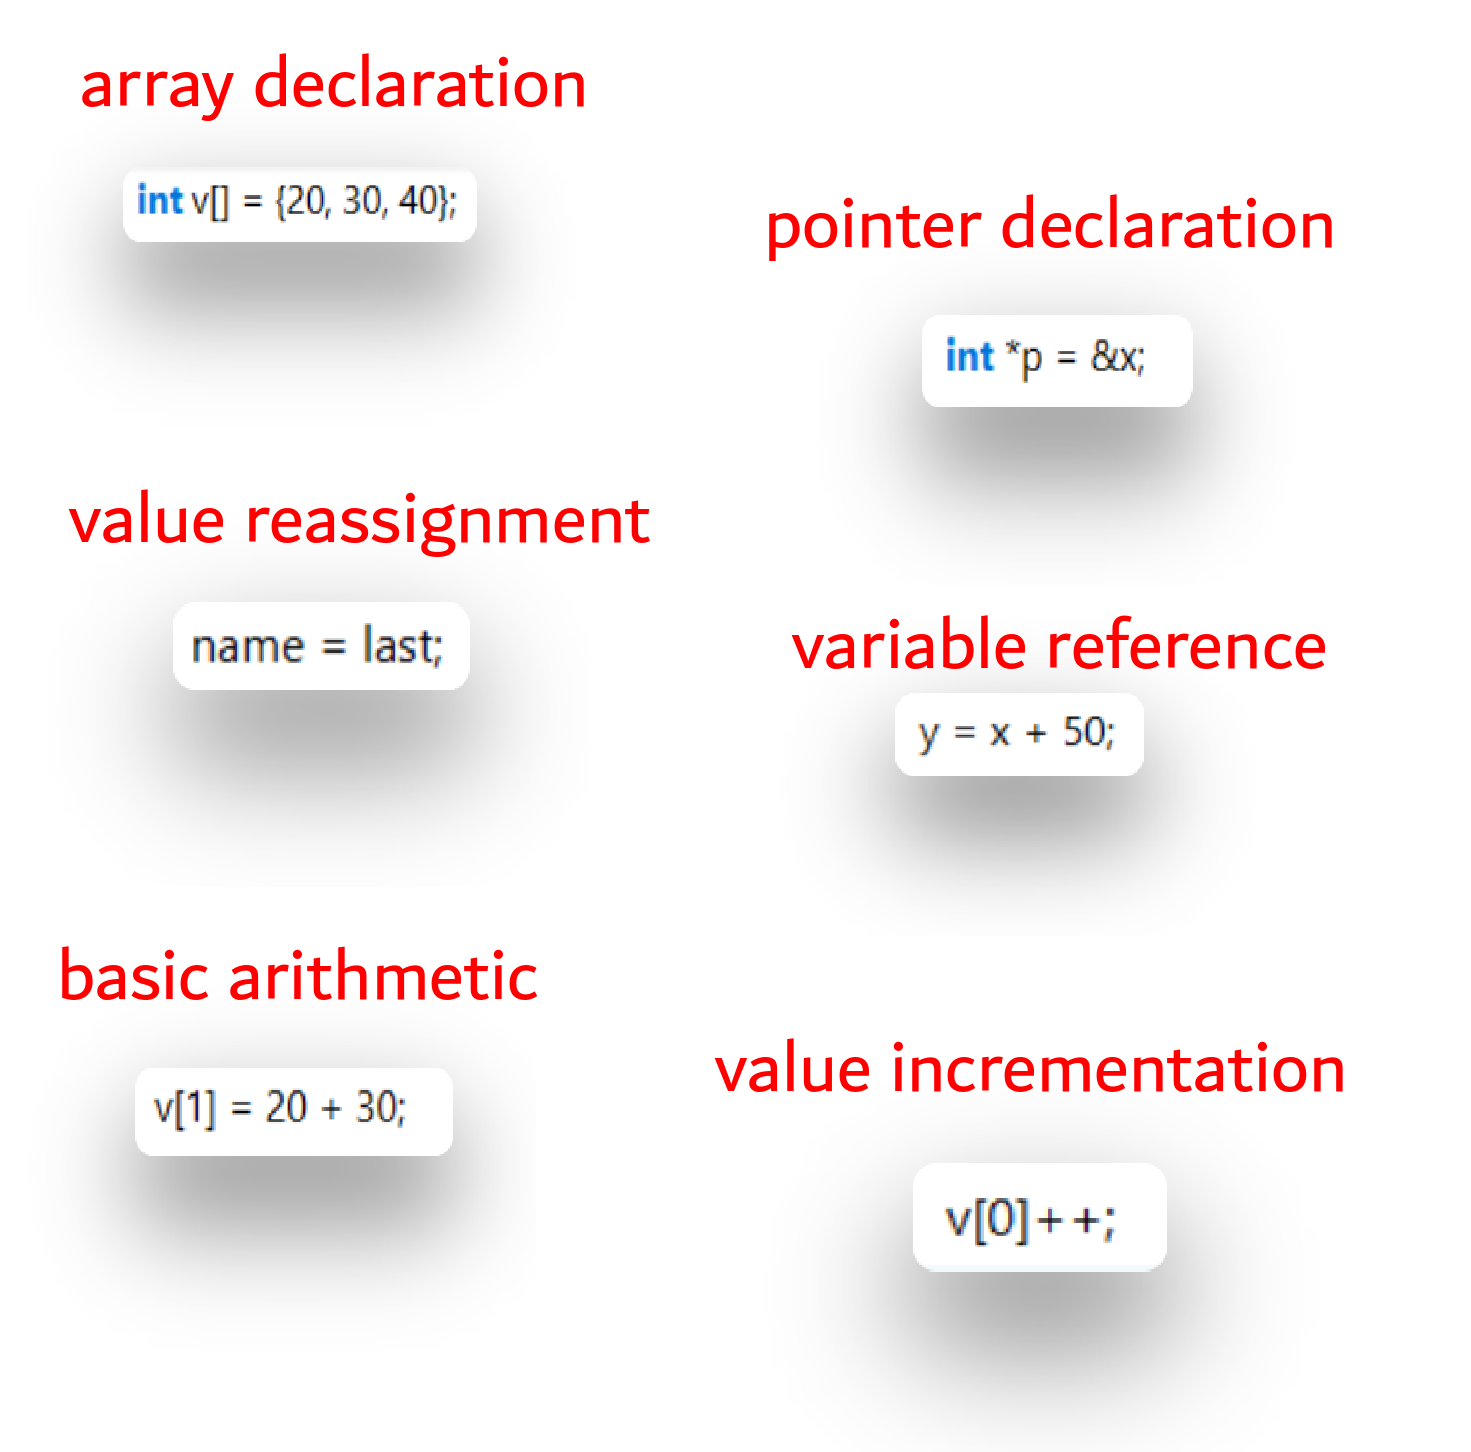 array declaration
int v[] = {20, 30, 40};
pointer declaration
int *p = &x;
value reassignment
name = last;
variable reference
y = x + 50;
basic arithmetic
v[1] = 20 + 30;
value incrementation
v[0]++;